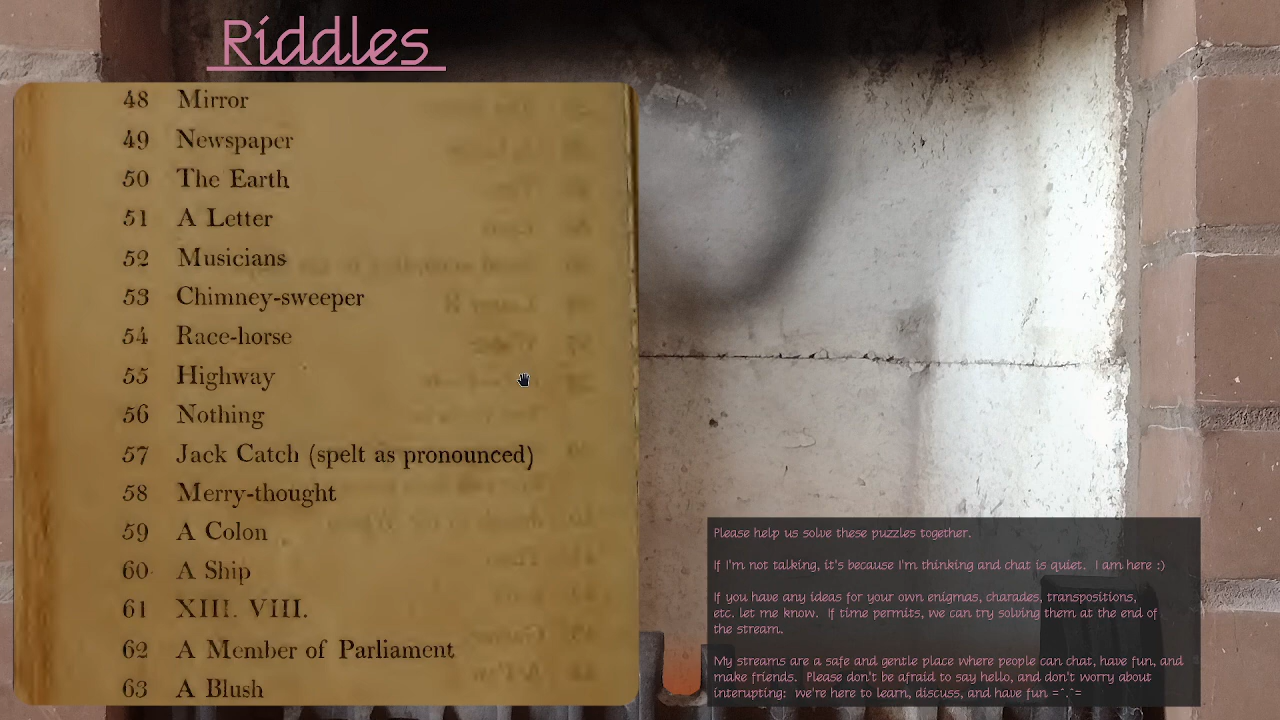 Riddles
48 Mirror
49 Newspaper
50 The Earth
51 A Letter
52 Musicians
53 Chimney-sweeper
54 Race-horse
55 Highway
56 Nothing
57 Jack Catch (spelt as pronounced)
58 Merry-thought
59 A Colon
60 A Ship
61 XIII. VIII.
62 A Member of Parliament
63 A Blush
Please help us solve these puzzles together.
If I'm not talking, it's because I'm thinking and chat is quiet. I am here :)
If you have any ideas for your own enigmas, charades, transpositions,
etc. let me know. If time permits, we can try solving them at the end of
the stream.
My streams are a safe and gentle place where people can chat, have fun, and
make friends. Please don't be afraid to say hello, and don't worry about
interupting: we're here to learn, discuss, and have fun =^.^=